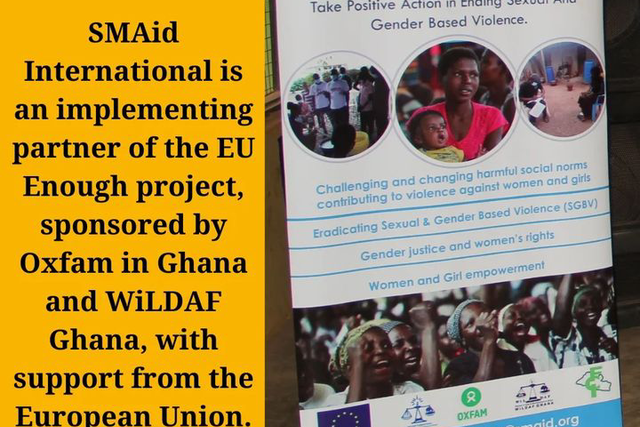 SMAid
International is
an implementing
partner of the EU
Enough project,
sponsored by
Oxfam in Ghana
and WiLDAF
Ghana, with
support from the
European Union.
Take Positive Action in Ending Sexual And
Gender Based Violence.
Challenging and changing harmful social norms
contributing to violence against women and girls
Eradicating Sexual & Gender Based Violence (SGBV)
Gender justice and women's rights
Women and Girl empowerment
OXFAM
WILDAF GHANA
maid.org